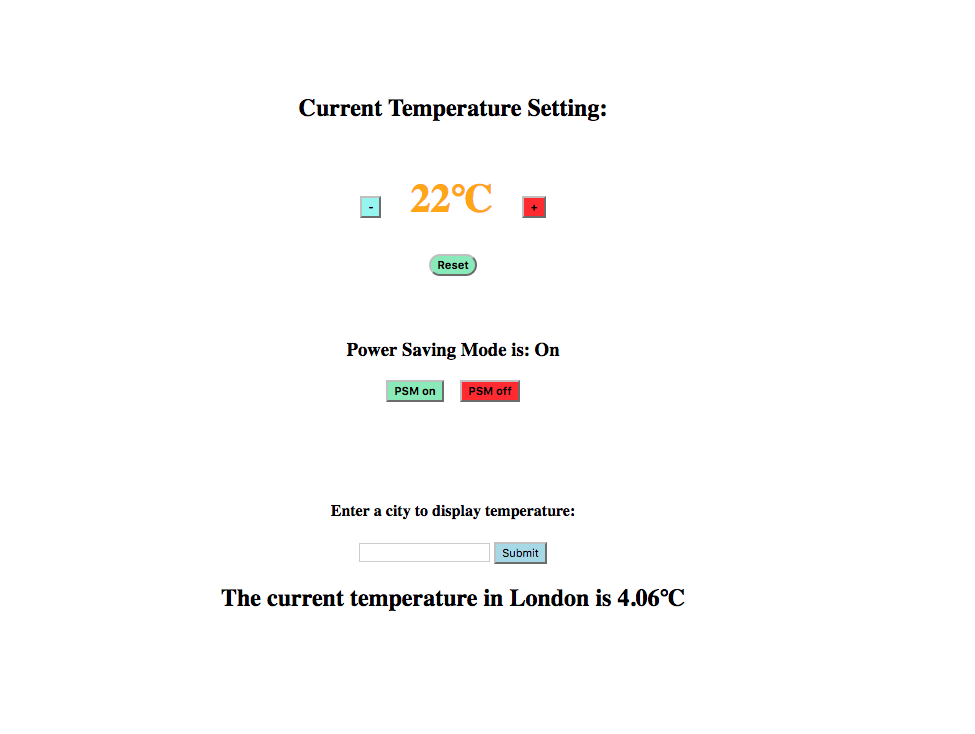 Current Temperature Setting:
- 22°C +
Reset
Power Saving Mode is: On
PSM on PSM off
Enter a city to display temperature:
Submit
The current temperature in London is 4.06°C